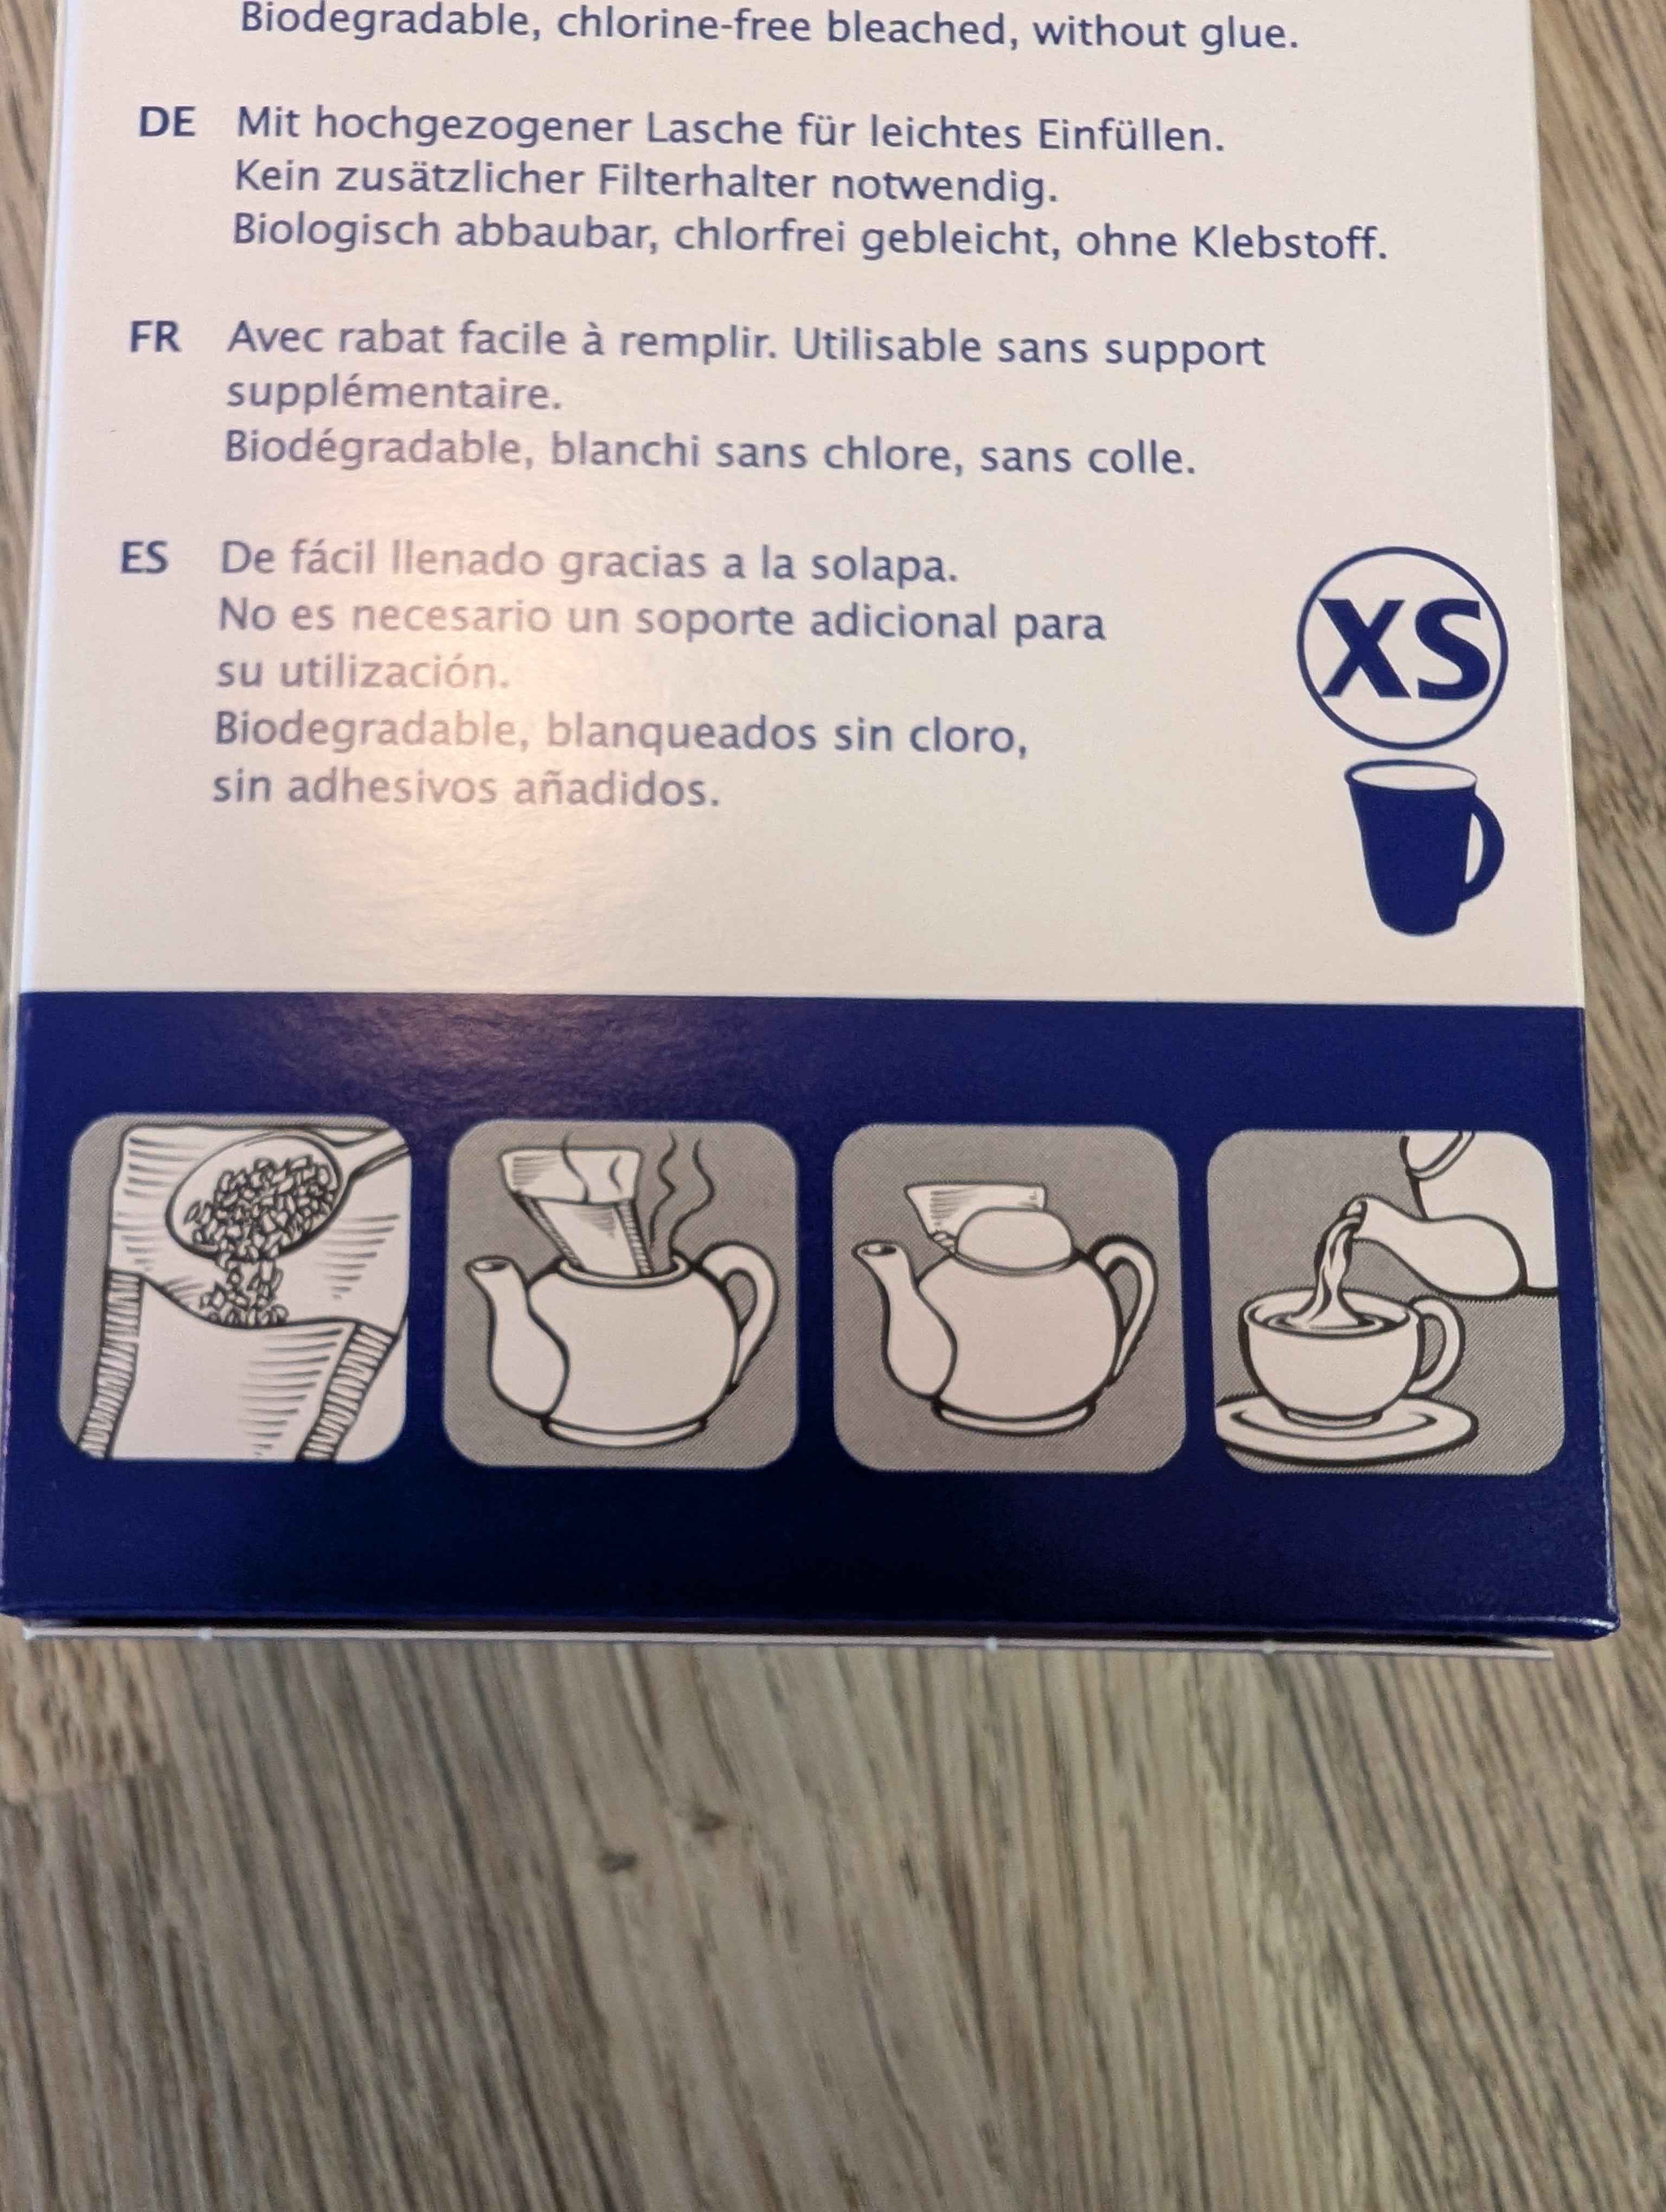 Biodegradable, chlorine-free bleached, without glue.
DE Mit hochgezogener Lasche für leichtes Einfüllen.
Kein zusätzlicher Filterhalter notwendig.
Biologisch abbaubar, chlorfrei gebleicht, ohne Klebstoff.
FR Avec rabat facile à remplir. Utilisable sans support
supplémentaire.
Biodégradable, blanchi sans chlore, sans colle.
ES De fácil llenado gracias a la solapa.
No es necesario un soporte adicional para
su utilización.
Biodegradable, blanqueados sin cloro,
sin adhesivos añadidos.
XS